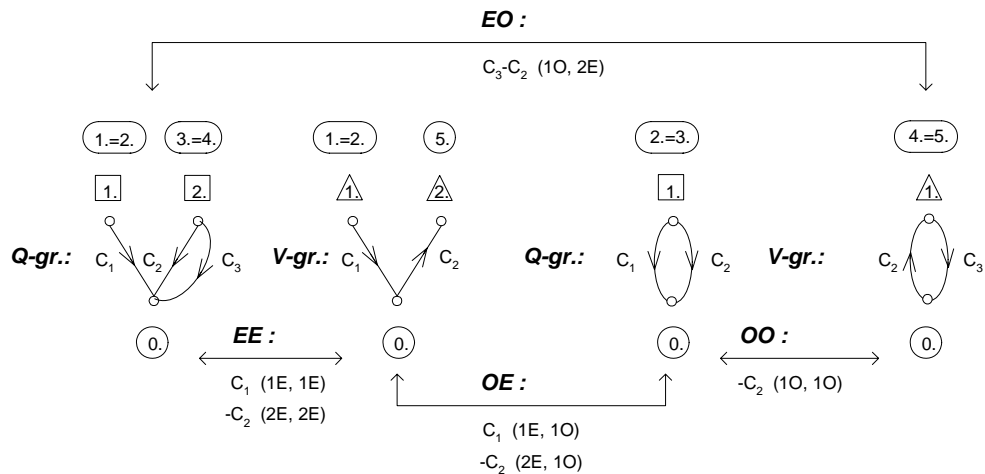 EO :
C₃-C₂ (1O, 2E)
1.=2. 3.=4. 1.=2. 5. 2.=3. 4.=5.
1. 2. 1. 2. 1. 1.
Q-gr.: C₁ C₂ C₃ V-gr.: C₁ C₂ Q-gr.: C₁ C₂ V-gr.: C₂ C₃
0. 0. 0. 0.
EE : OO :
C₁ (1E, 1E) OE : -C₂ (1O, 1O)
-C₂ (2E, 2E)
C₁ (1E, 1O)
-C₂ (2E, 1O)